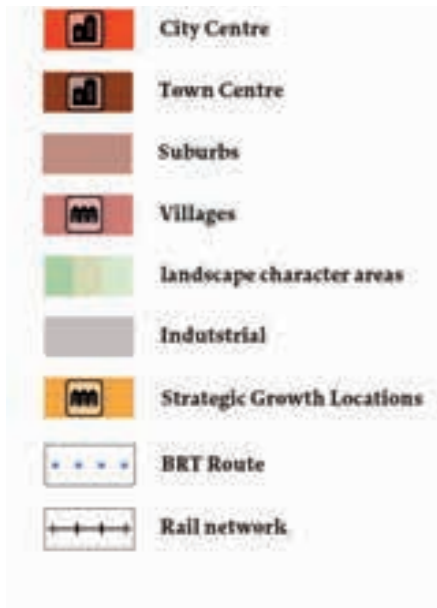 City Centre
Town Centre
Suburbs
Villages
landscape character areas
Indutstrial
Strategic Growth Locations
BRT Route
Rail network